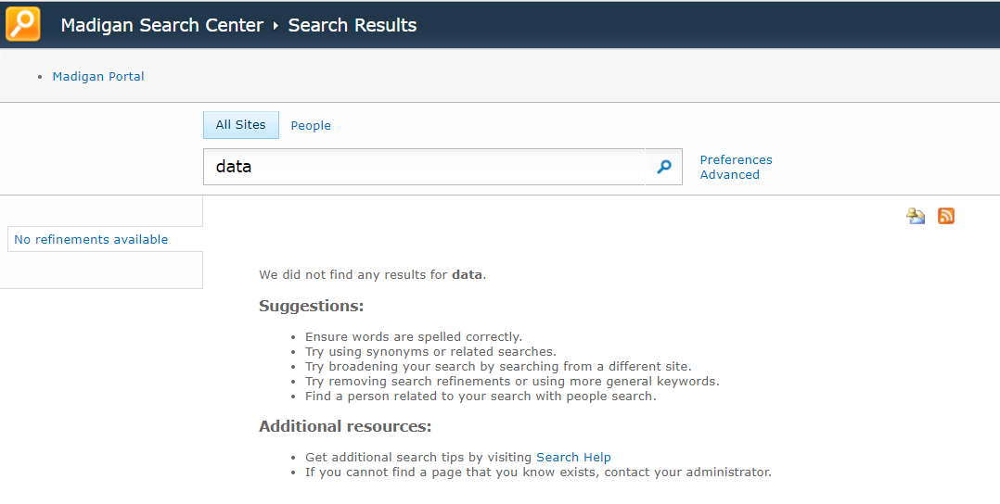 Madigan Search Center ▸ Search Results
Madigan Portal
All Sites People
data
Preferences
Advanced
No refinements available
We did not find any results for data.
Suggestions:
• Ensure words are spelled correctly.
• Try using synonyms or related searches.
• Try broadening your search by searching from a different site.
• Try removing search refinements or using more general keywords.
• Find a person related to your search with people search.
Additional resources:
• Get additional search tips by visiting Search Help
• If you cannot find a page that you know exists, contact your administrator.